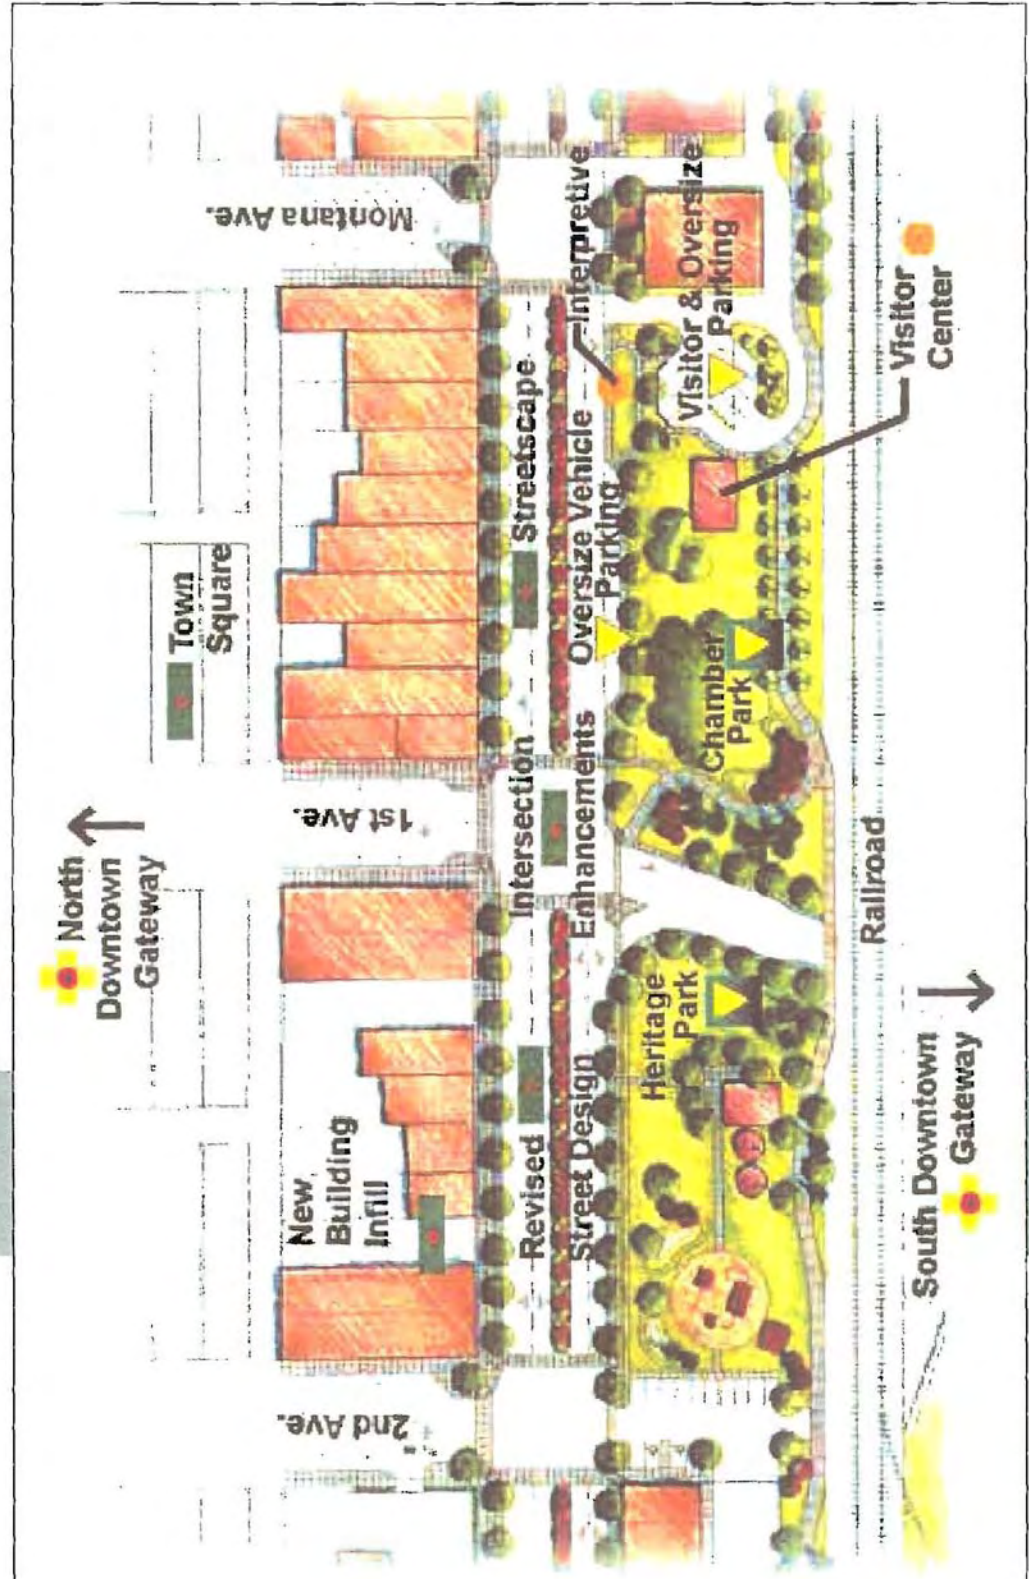 North
Downtown
Gateway
Town
Square
2nd Ave.
1st Ave.
Montana Ave.
New
Building
Infill
Revised
Street Design
Intersection
Enhancements
Streetscape
Oversize Vehicle
Parking
Interpretive
Heritage
Park
Chamber
Park
Visitor & Oversize
Parking
Railroad
Visitor
Center
South Downtown
Gateway